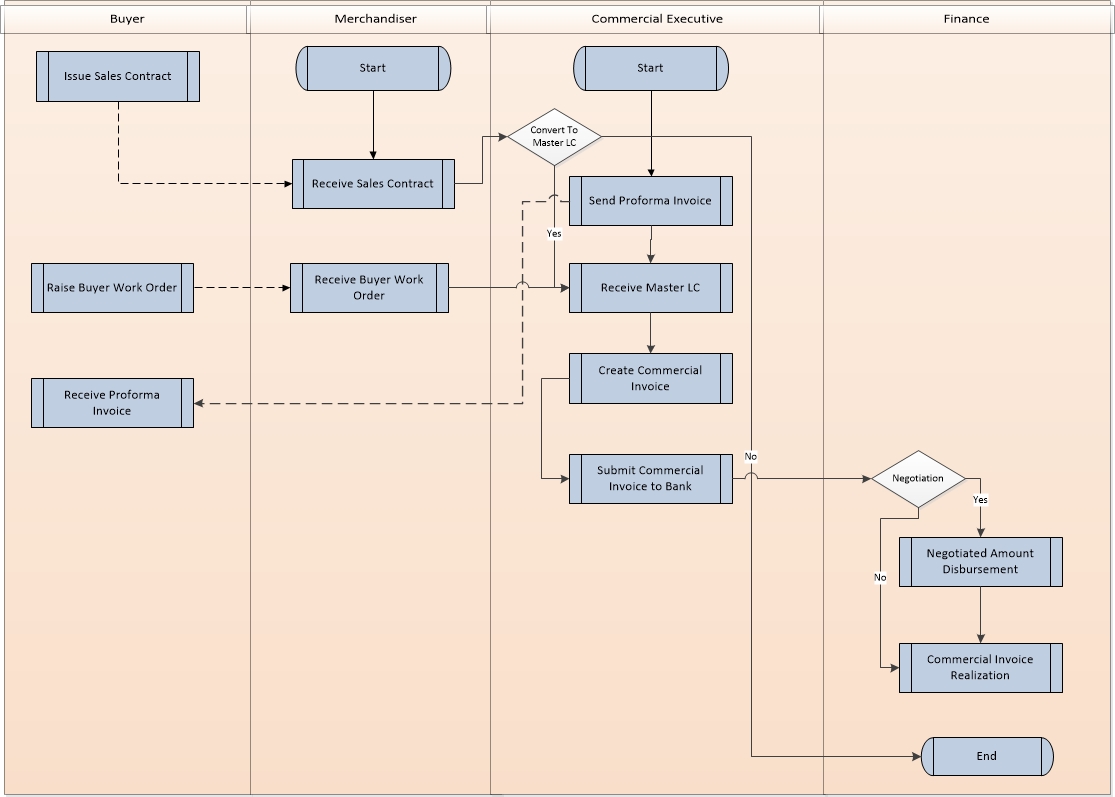 Buyer
Merchandiser
Commercial Executive
Finance
Issue Sales Contract
Start
Start
Convert To
Master LC
Receive Sales Contract
Send Proforma Invoice
Yes
Raise Buyer Work Order
Receive Buyer Work
Order
Receive Master LC
Create Commercial
Invoice
Receive Proforma
Invoice
No
Submit Commercial
Invoice to Bank
Negotiation
Yes
Negotiated Amount
Disbursement
No
Commercial Invoice
Realization
End